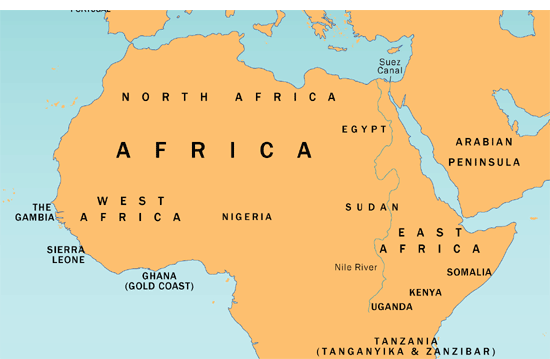 PORTUGAL
Suez
Canal
NORTH AFRICA
EGYPT
AFRICA
ARABIAN
PENINSULA
WEST
AFRICA
THE
GAMBIA
NIGERIA
SUDAN
EAST
AFRICA
SIERRA
LEONE
Nile River
SOMALIA
GHANA
(GOLD COAST)
KENYA
UGANDA
TANZANIA
(TANGANYIKA & ZANZIBAR)